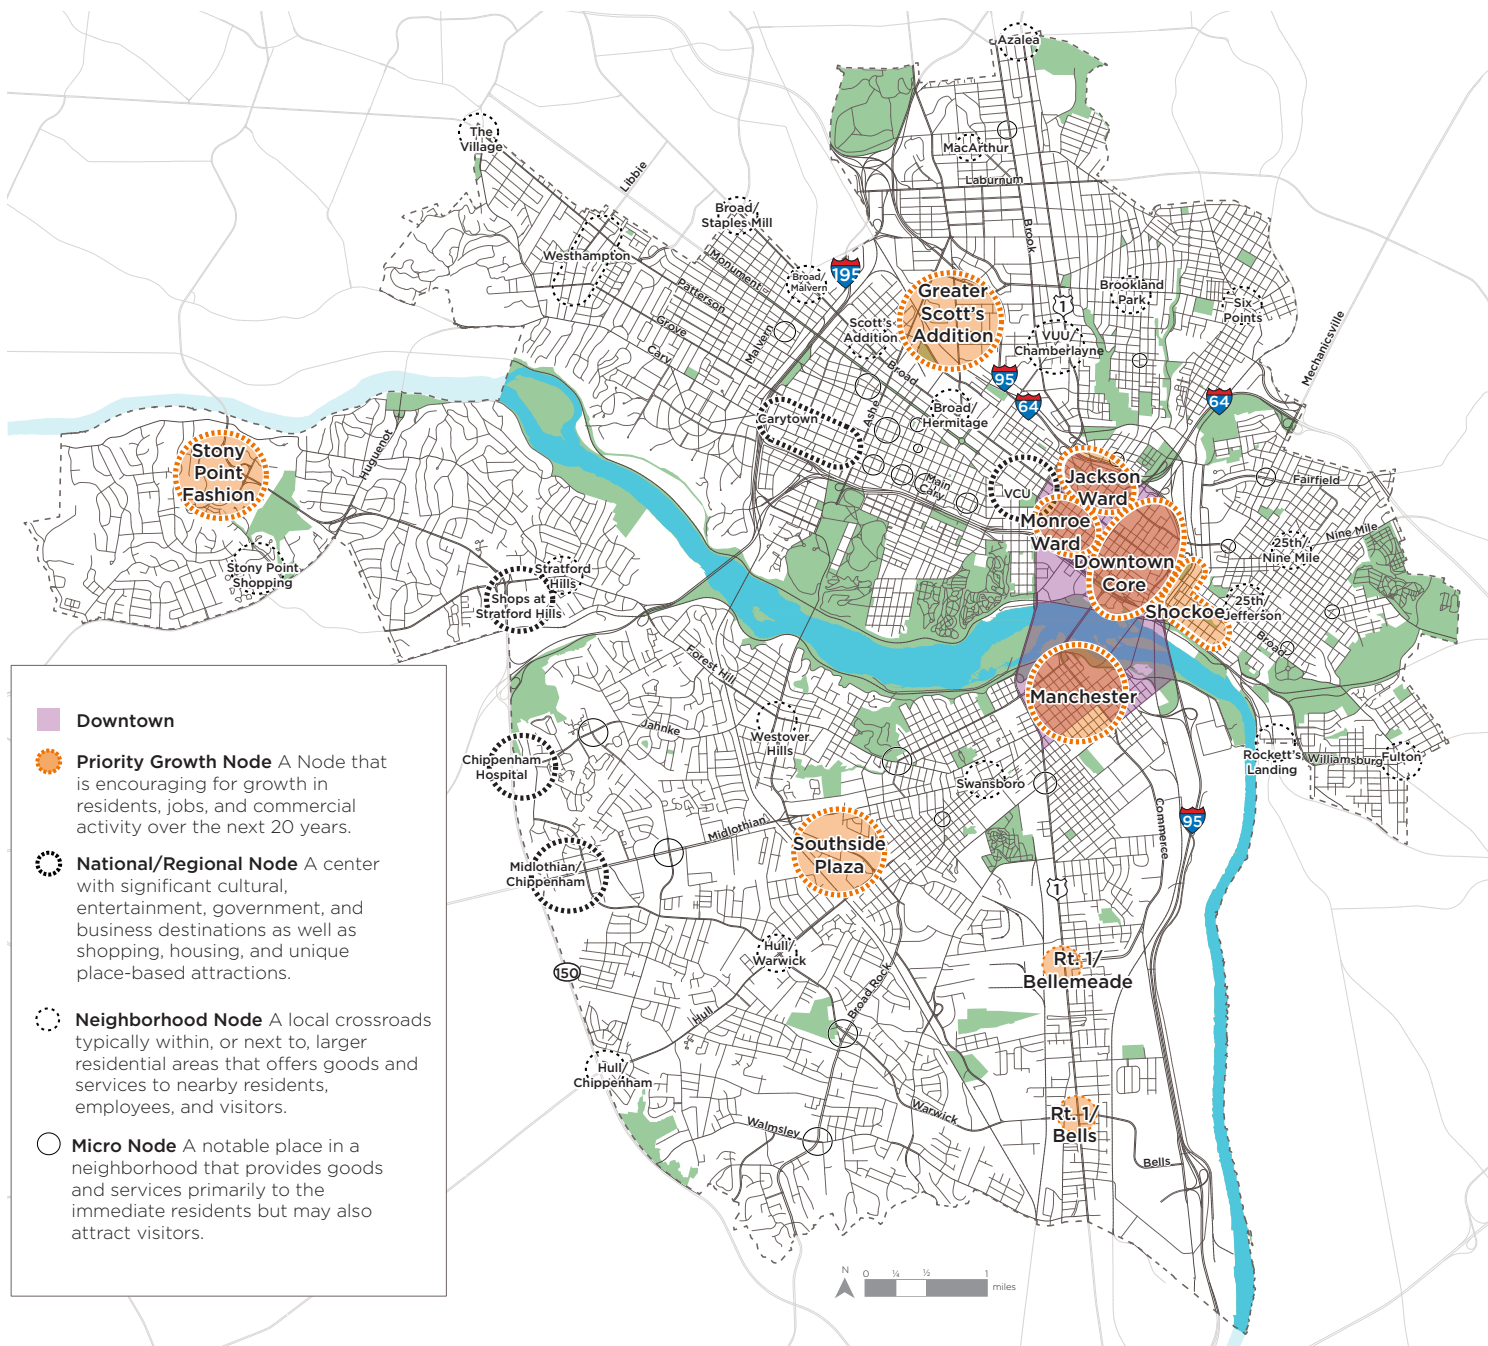 Azalea
The
Village
MacArthur
Laburnum
Libbie
Broad/
Staples Mill
Brook
Westhampton
Monument
195
Broad/
Malvern
Patterson
Greater
Scott's
Addition
Brookland
Park
1
Six
Points
Grove
Malvern
Scott's
Addition
VUU/
Chamberlayne
Mechanicsville
Cary
Broad
95
64
64
Ashe
Broad/
Hermitage
Carytown
Stony
Point
Fashion
Huguenot
Main
Cary
VCU
Jackson
Ward
Fairfield
Monroe
Ward
Nine Mile
25th/
Nine Mile
Downtown
Core
Stony Point
Shopping
Stratford
Hills
Shops at
Stratford Hills
Shockoe
25th/
Jefferson
Broad
Forest Hill
Manchester
Jahnke
Westover
Hills
Chippenham
Hospital
Rockett's
Landing
Williamsburg
Fulton
Swansboro
Commerce
95
Midlothian
Southside
Plaza
Midlothian/
Chippenham
1
Hull/
Warwick
Rt. 1/
Bellemeade
150
Broad Rock
Hull
Hull/
Chippenham
Warwick
Rt. 1/
Bells
Walmsley
Bells
Downtown
Priority Growth Node A Node that
is encouraging for growth in
residents, jobs, and commercial
activity over the next 20 years.
National/Regional Node A center
with significant cultural,
entertainment, government, and
business destinations as well as
shopping, housing, and unique
place-based attractions.
Neighborhood Node A local crossroads
typically within, or next to, larger
residential areas that offers goods and
services to nearby residents,
employees, and visitors.
Micro Node A notable place in a
neighborhood that provides goods
and services primarily to the
immediate residents but may also
attract visitors.
N
0 ¼ ½ 1
miles